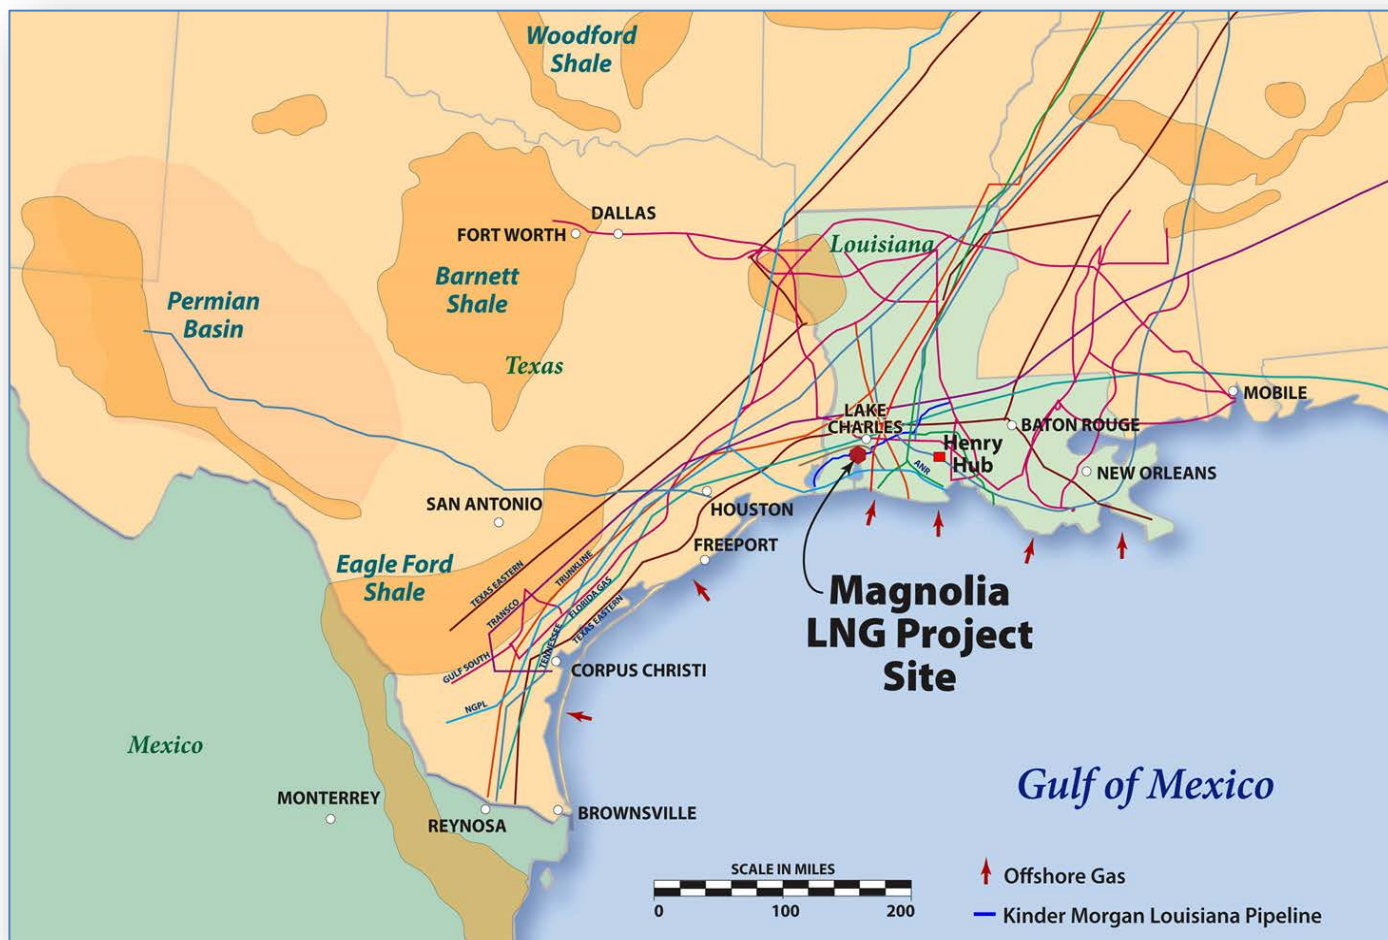 Woodford
Shale
DALLAS
FORT WORTH
Louisiana
Barnett
Shale
Permian
Basin
Texas
MOBILE
LAKE
CHARLES
BATON ROUGE
Henry
Hub
ANR
NEW ORLEANS
SAN ANTONIO
HOUSTON
FREEPORT
Eagle Ford
Shale
TEXAS EASTERN
TRUNKLINE
TRANSCO
FLORIDA GAS
TEXAS EASTERN
TENNESSEE
GULF SOUTH
NGPL
Magnolia
LNG Project
Site
CORPUS CHRISTI
Mexico
Gulf of Mexico
MONTERREY
REYNOSA
BROWNSVILLE
SCALE IN MILES
0 100 200
Offshore Gas
Kinder Morgan Louisiana Pipeline